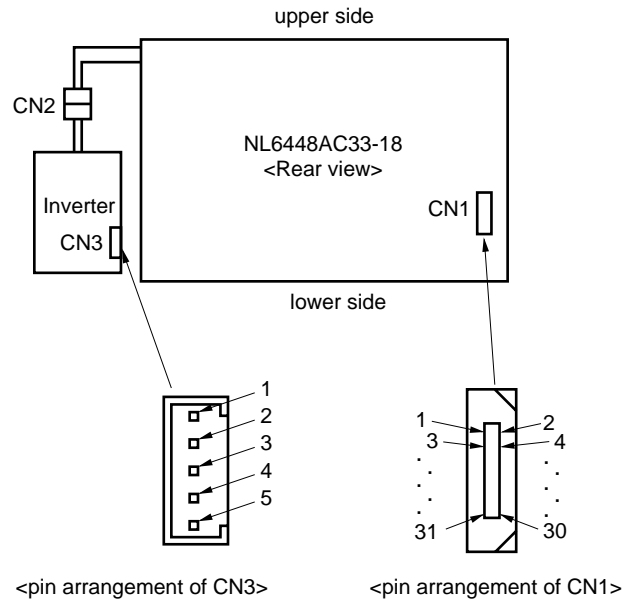 upper side
CN2
NL6448AC33-18
<Rear view>
Inverter
CN1
CN3
lower side
1
2
3
4
5
1 2
3 4
31 30
<pin arrangement of CN3>
<pin arrangement of CN1>